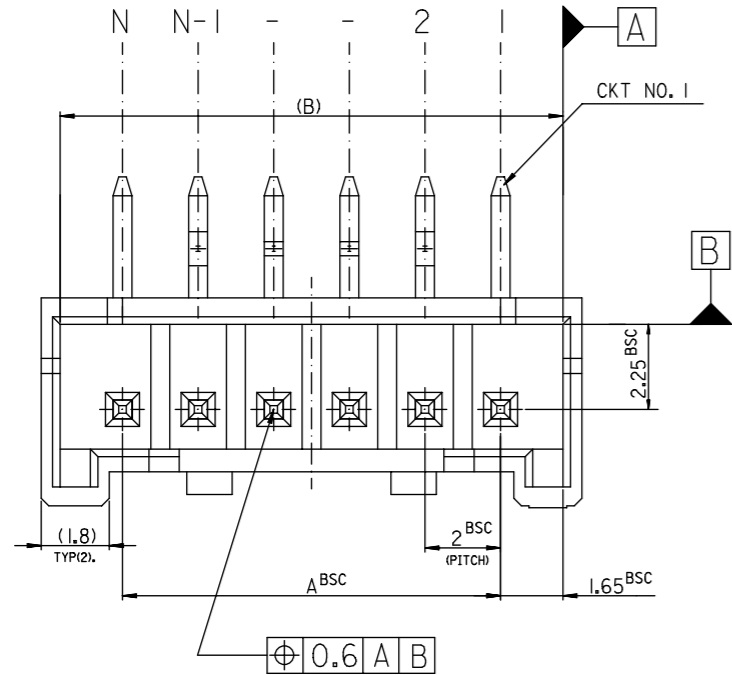 N N-1 - - 2 1
A
(B)
CKT NO. 1
B
2.25 BSC
(1.8)
TYP(2).
2 BSC
(PITCH)
A BSC
1.65 BSC
⌖ 0.6 A B